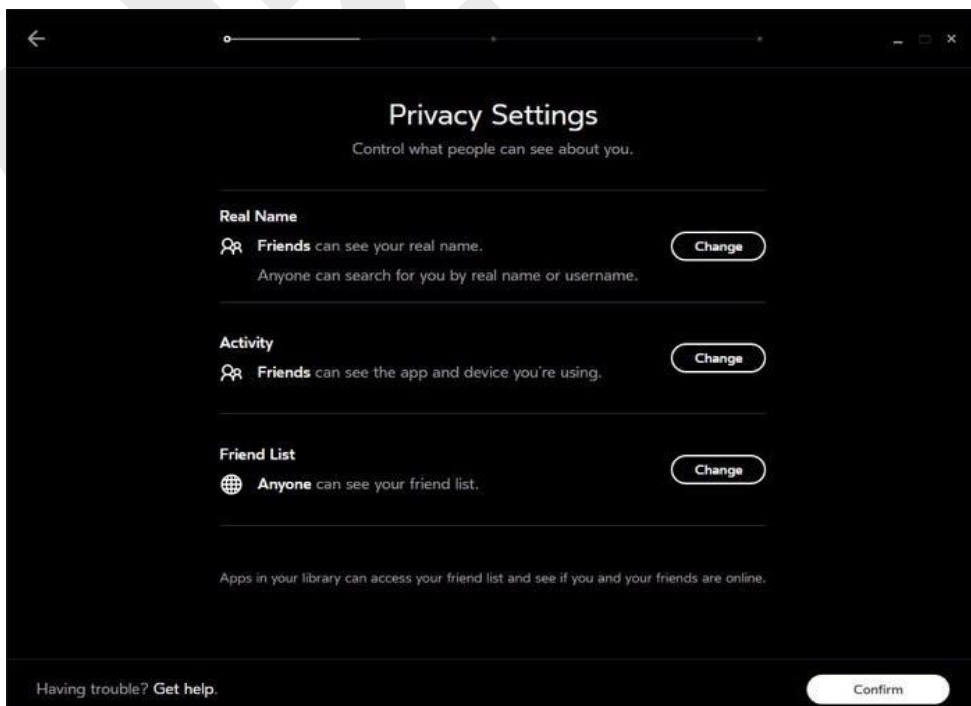 Privacy Settings
Control what people can see about you.
Real Name
Friends can see your real name.
Change
Anyone can search for you by real name or username.
Activity
Friends can see the app and device you're using.
Change
Friend List
Anyone can see your friend list.
Change
Apps in your library can access your friend list and see if you and your friends are online.
Having trouble? Get help.
Confirm